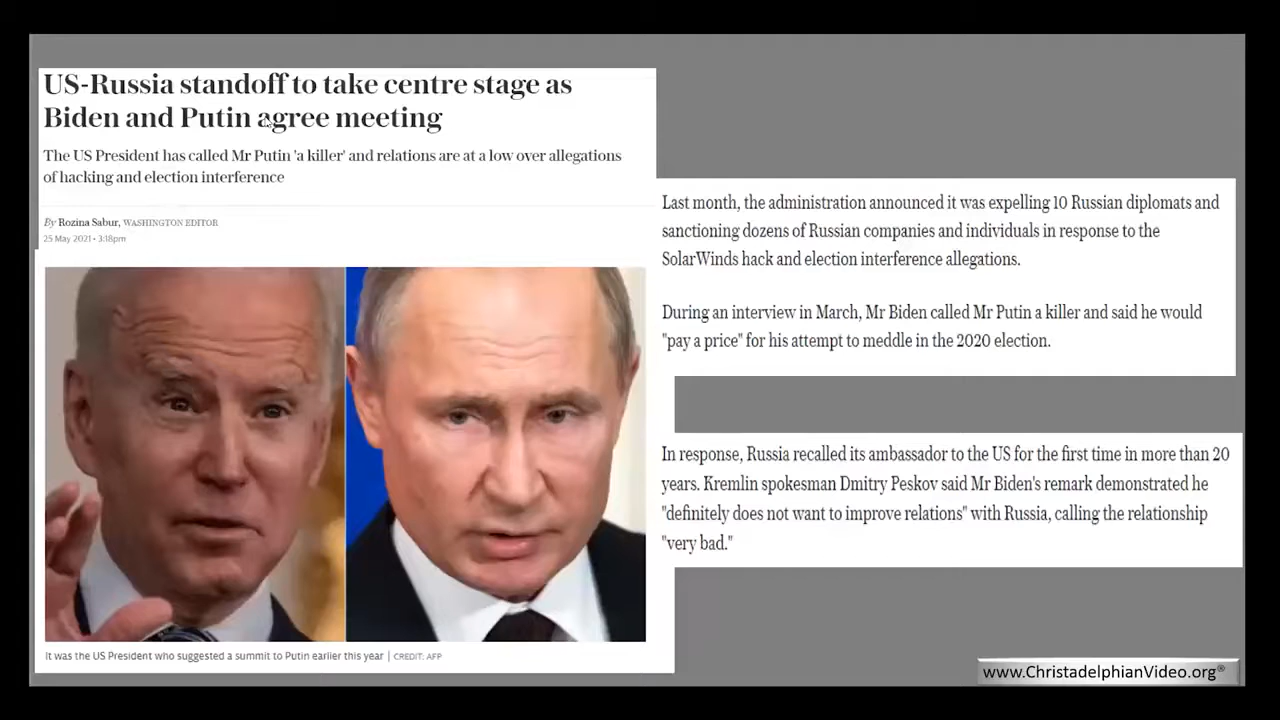 US-Russia standoff to take centre stage as
Biden and Putin agree meeting
The US President has called Mr Putin 'a killer' and relations are at a low over allegations
of hacking and election interference
By Rozina Sabur, WASHINGTON EDITOR
25 May 2021 • 3:18pm
It was the US President who suggested a summit to Putin earlier this year | CREDIT: AFP
Last month, the administration announced it was expelling 10 Russian diplomats and
sanctioning dozens of Russian companies and individuals in response to the
SolarWinds hack and election interference allegations.
During an interview in March, Mr Biden called Mr Putin a killer and said he would
"pay a price" for his attempt to meddle in the 2020 election.
In response, Russia recalled its ambassador to the US for the first time in more than 20
years. Kremlin spokesman Dmitry Peskov said Mr Biden's remark demonstrated he
"definitely does not want to improve relations" with Russia, calling the relationship
"very bad."
www.ChristadelphianVideo.org®